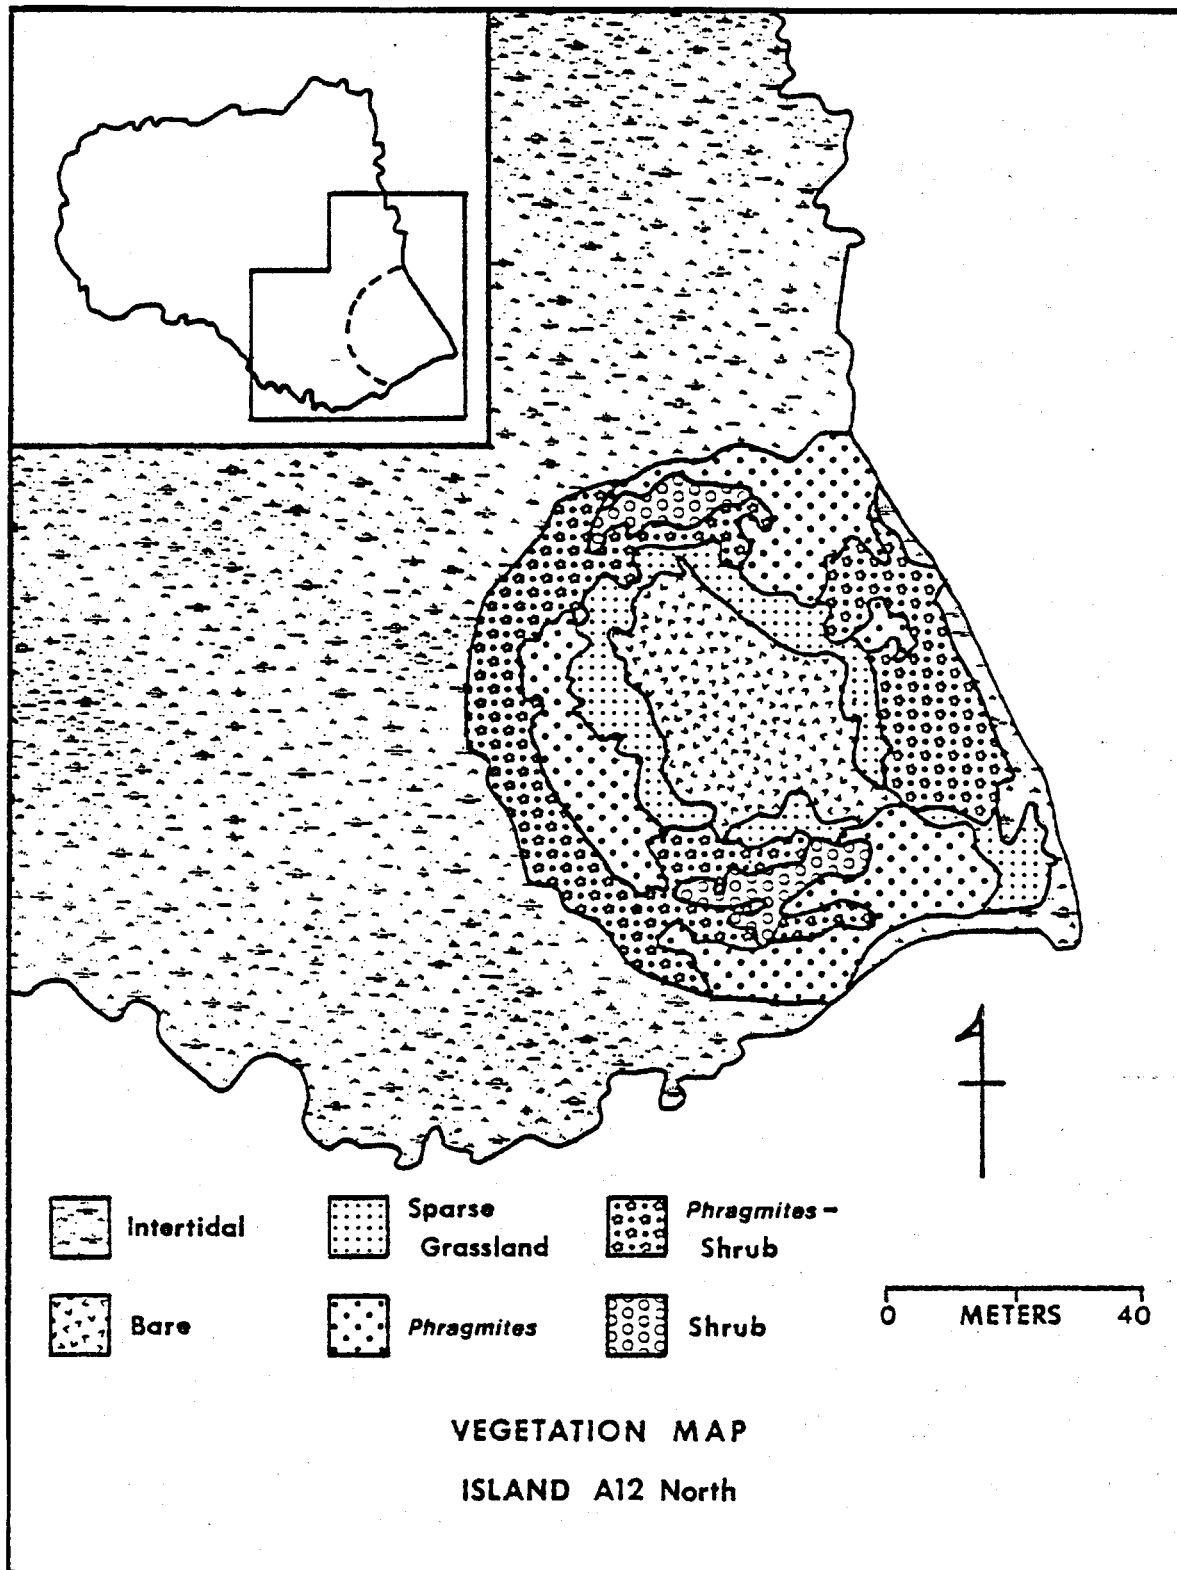 Intertidal
Sparse
Grassland
Phragmites –
Shrub
Bare
Phragmites
Shrub
0 METERS 40
VEGETATION MAP
ISLAND A12 North